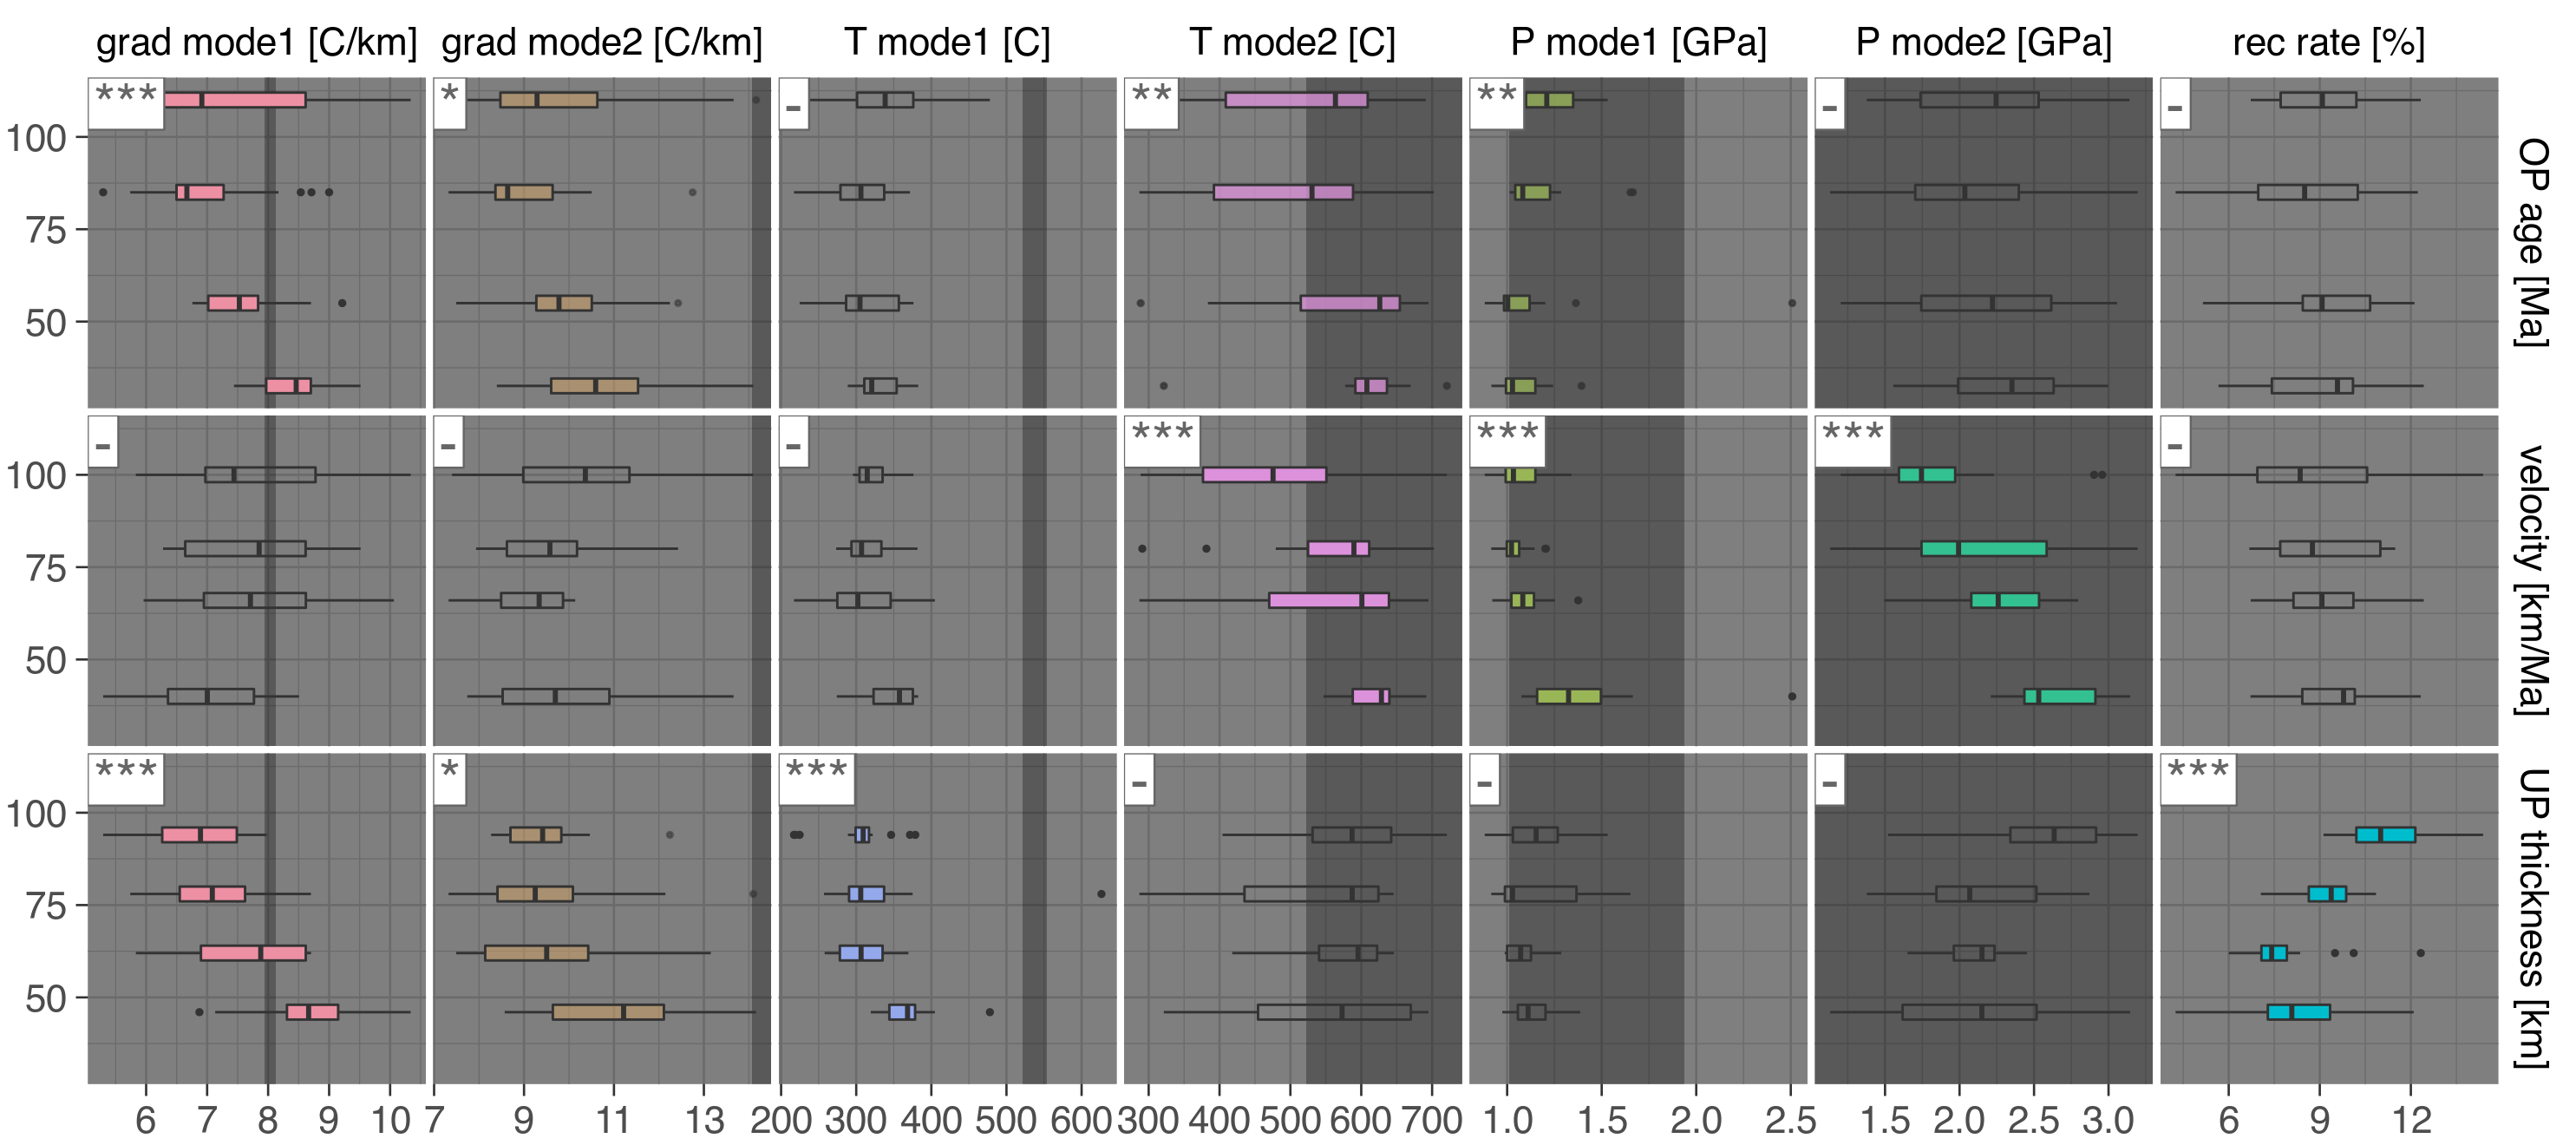 grad mode1 [C/km] grad mode2 [C/km] T mode1 [C] T mode2 [C] P mode1 [GPa] P mode2 [GPa] rec rate [%]
*** * - ** ** - -
100
75
50
OP age [Ma]
- - - *** *** *** -
100
75
50
velocity [km/Ma]
*** * *** - - - ***
100
75
50
UP thickness [km]
6 7 8 9 10 7 9 11 13 200 300 400 500 600 300 400 500 600 700 1.0 1.5 2.0 2.5 1.5 2.0 2.5 3.0 6 9 12